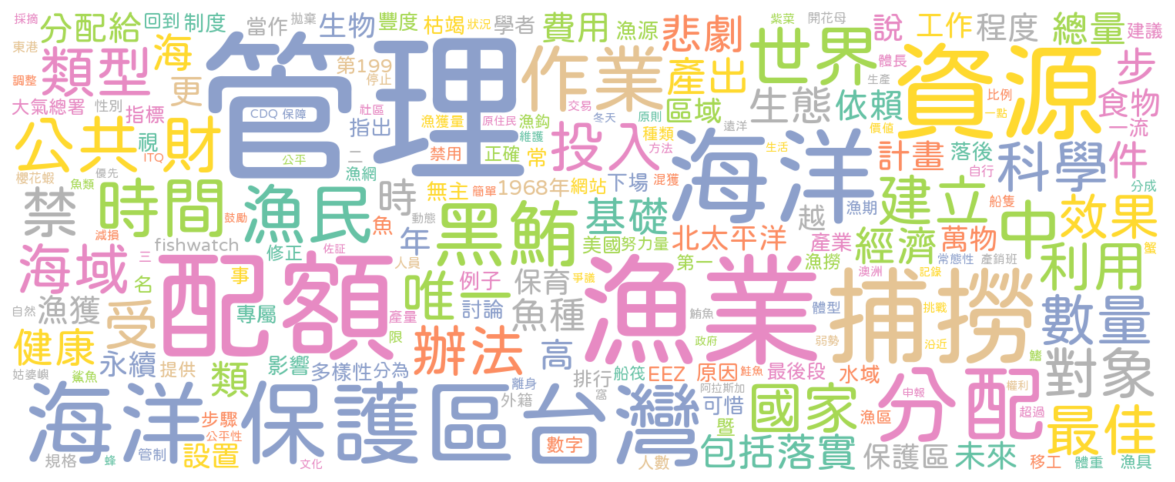 採摘 拋棄 狀況 紫菜 開花母
分配給 回到 制度 當作 生物 豐度 枯竭 學者 費用 漁源 悲劇 世界 說 工作 程度 總量 建議
東港 類型 海 管理 第199 停止 作業 產出 資源 體長 步
調整 更 生態 依賴 生產 比例 食物
大氣總署 性別 指標 CDQ 保障 社區 原住民 漁鈎 交易 冬天 原則 區域 遠洋 價值 一點 一流
公共財 視 指出 漁獲量 維護 投入 種類 海洋 計畫 落後 科學 件
ITQ 公平 二 禁用 正確 常 方法 生活 自行
櫻花蝦 魚類 優先 漁網 無主 簡單 1968年 網站 下場 混獲 船隻 分成
禁 時間 漁民 時 動態 黑鮪 基礎 越 漁期 建立 中 效果
鼓勵 魚 美國 努力量 北太平洋 產業 經濟 萬物
減損 fishwatch 修正 佐証 年 第一 漁撈 常態性 產銷班 蟹
海域 三 事 配額 人員 唯一 例子 保育 爭議 漁業 澳洲 記錄 捕撈 利用
自然 漁獲 名 受 專屬 產量 討論 魚種 體型 鮪魚 挑戰 數量
健康 永續 提供 影響 限 辦法 高 政府 弱勢 沿近 鰭 對象
姑婆嶼 鯊魚 類 多樣性 分為 排行 船筏 EEZ 原因 鮭魚 最後段 水域
海洋保護區 台灣 離身 外籍 窩 可惜 阿拉斯加 國家 申報 分配 權利 最佳
步驟 公平性 數字 暨 漁區 超過
規格 蜂 管制 設置 文化 人數 包括 落實 保護區 未來 移工 體重 漁具